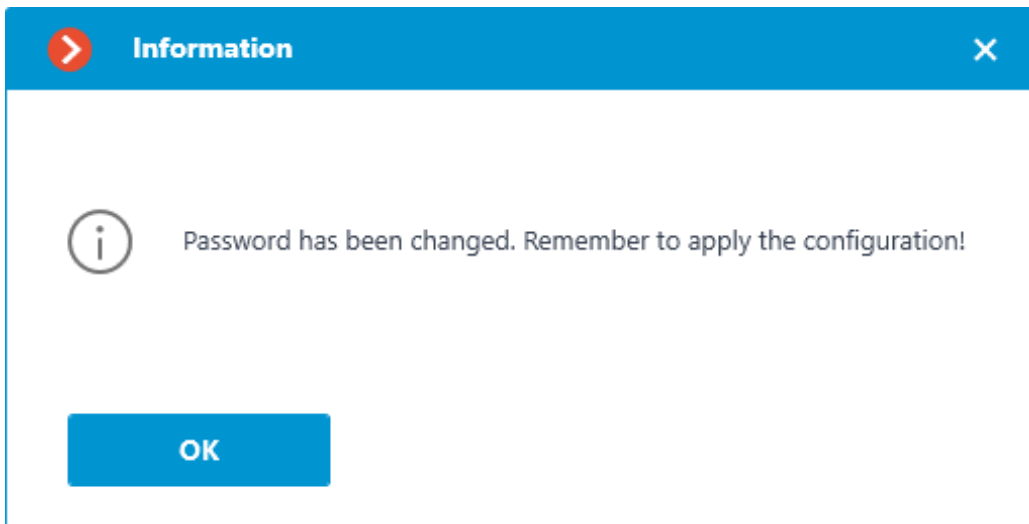 Information
Password has been changed. Remember to apply the configuration!
OK